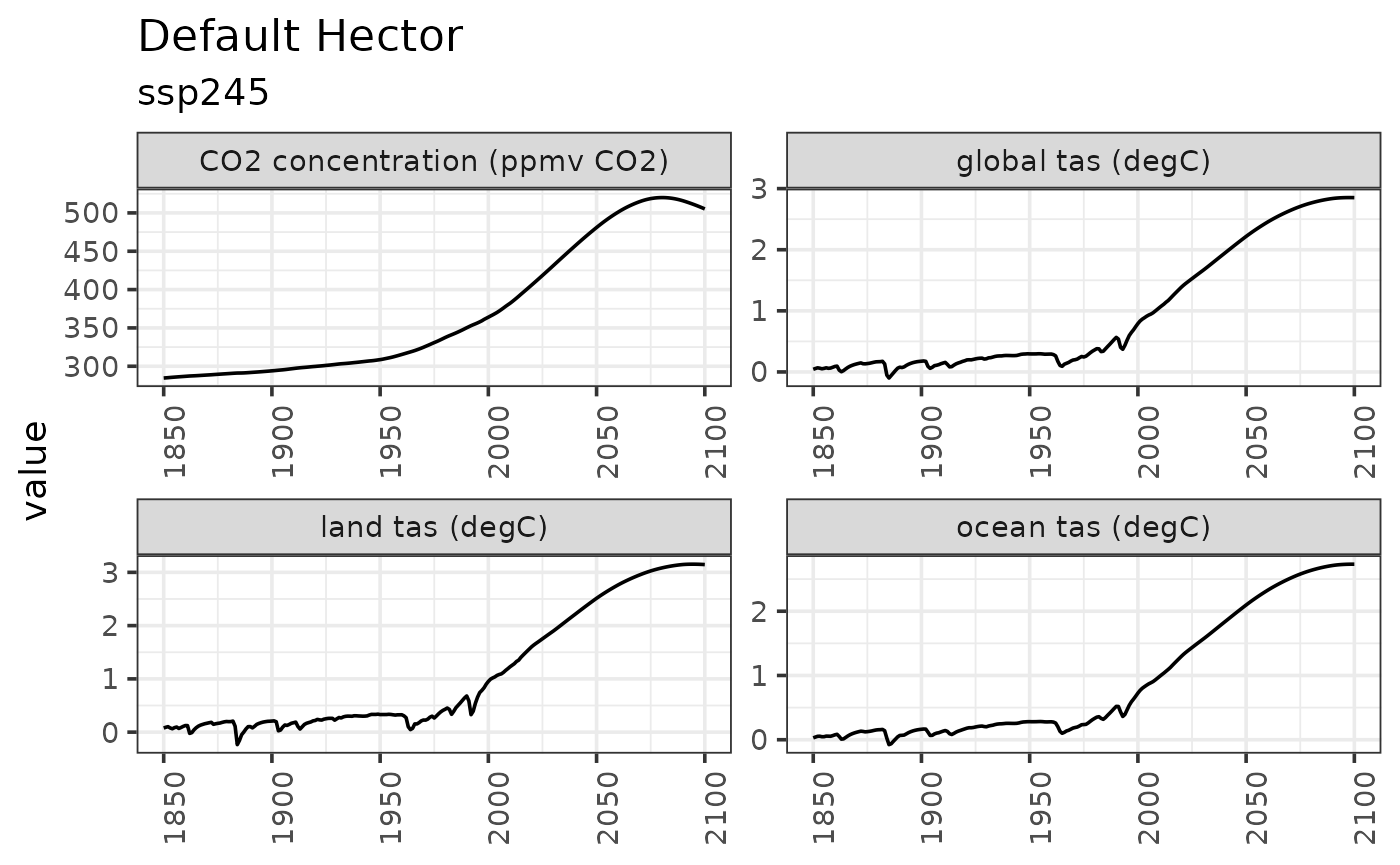 Default Hector
ssp245
CO2 concentration (ppmv CO2)
500
450
400
350
300
1850 1900 1950 2000 2050 2100
global tas (degC)
3
2
1
0
1850 1900 1950 2000 2050 2100
value
land tas (degC)
3
2
1
0
1850 1900 1950 2000 2050 2100
ocean tas (degC)
2
1
0
1850 1900 1950 2000 2050 2100